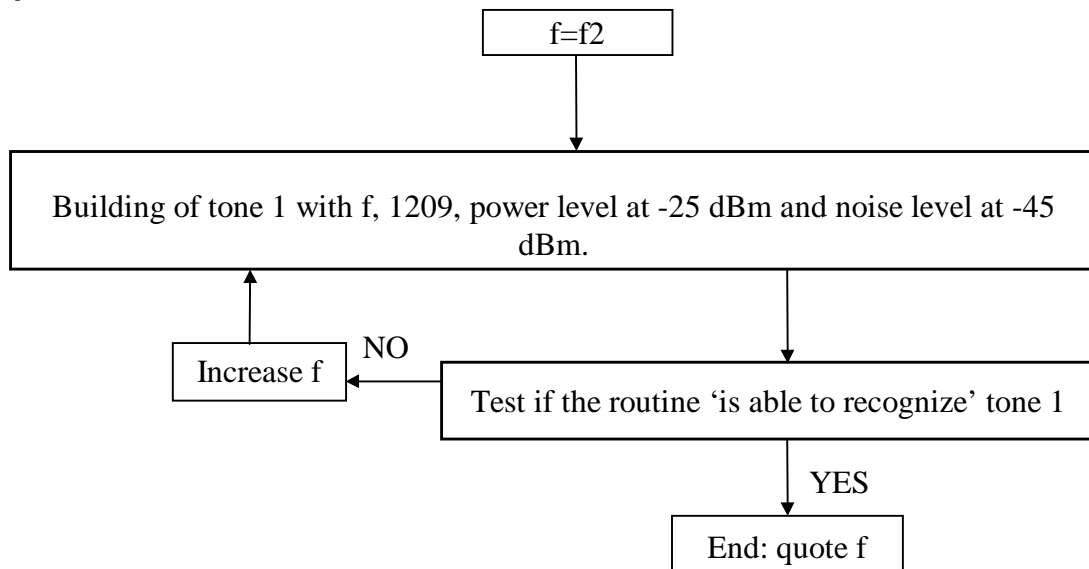 f=f2
Building of tone 1 with f, 1209, power level at -25 dBm and noise level at -45
dBm.
NO
Increase f
Test if the routine ‘is able to recognize’ tone 1
YES
End: quote f